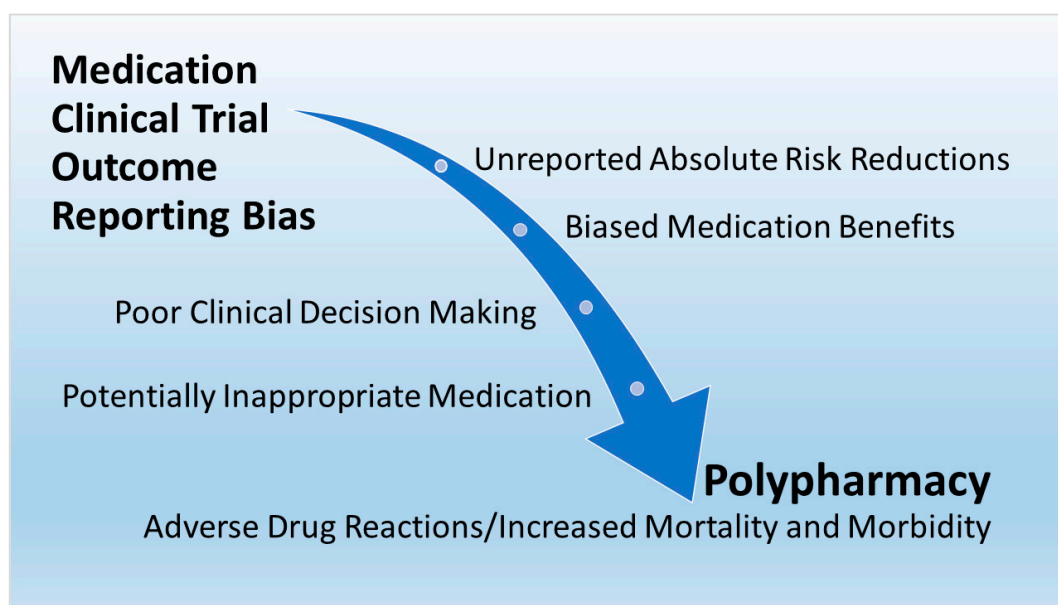 Medication
Clinical Trial
Outcome
Reporting Bias
Unreported Absolute Risk Reductions
Biased Medication Benefits
Poor Clinical Decision Making
Potentially Inappropriate Medication
Polypharmacy
Adverse Drug Reactions/Increased Mortality and Morbidity